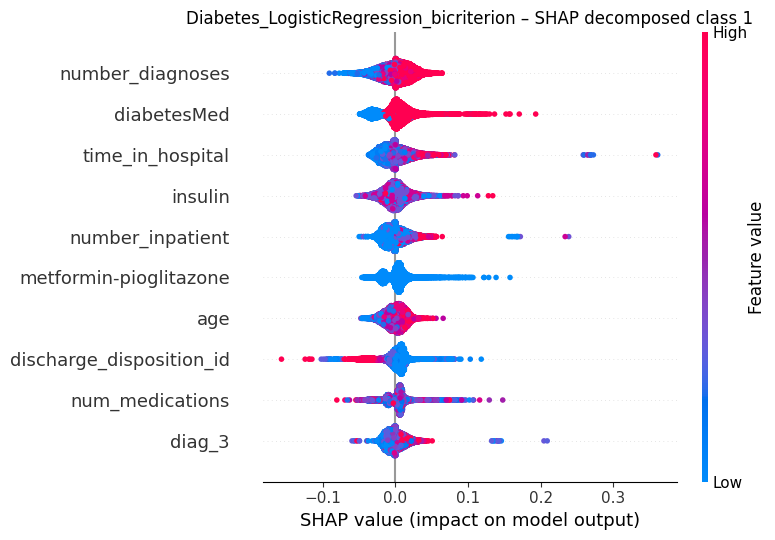 Diabetes_LogisticRegression_bicriterion – SHAP decomposed class 1
High
number_diagnoses
diabetesMed
time_in_hospital
insulin
number_inpatient
metformin-pioglitazone
age
discharge_disposition_id
num_medications
diag_3
Feature value
Low
−0.1 0.0 0.1 0.2 0.3
SHAP value (impact on model output)